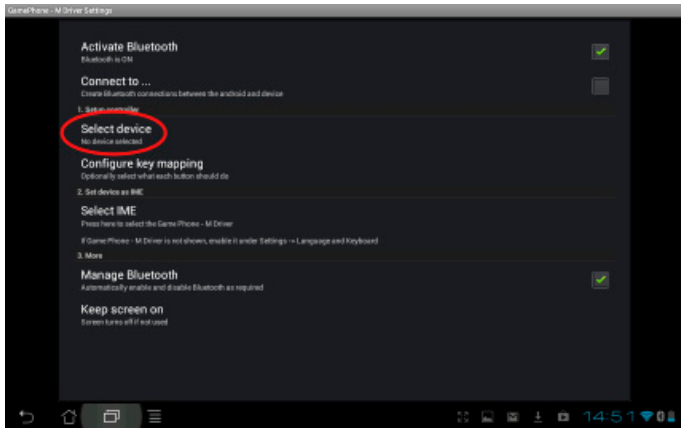 GamePhone - M Driver Settings
Activate Bluetooth
Bluetooth is ON
Connect to ...
Create Bluetooth connections between the android and device
1. Setup controller
Select device
No device selected
Configure key mapping
Optionally select what each button should do
2. Set device as IME
Select IME
Press here to select the Game Phone - M Driver
If Game Phone - M Driver is not shown, enable it under Settings -> Language and Keyboard
3. More
Manage Bluetooth
Automatically enable and disable Bluetooth as required
Keep screen on
Screen turns off if not used
14:51